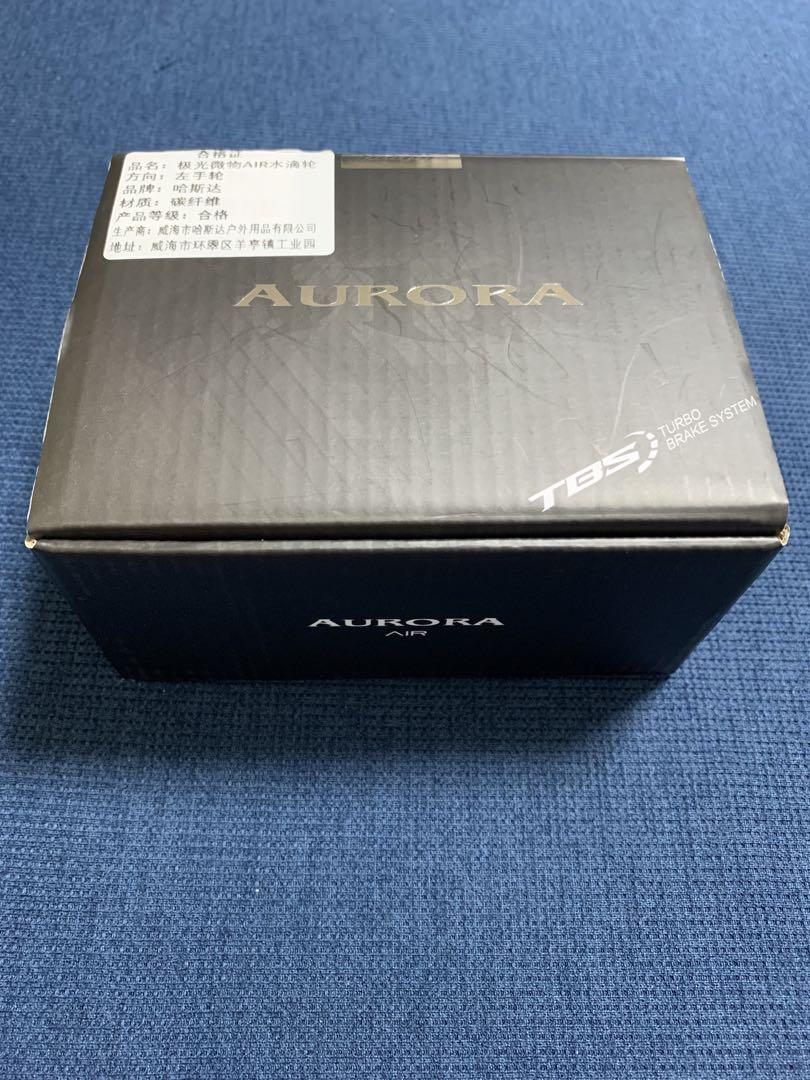 合格证
品名：极光微物AIR水滴轮
方向：左手轮
品牌：哈斯达
材质：碳纤维
产品等级：合格
生产商：威海市哈斯达户外用品有限公司
地址：威海市环翠区羊亭镇工业园
AURORA
TBS TURBO
BRAKE SYSTEM
AURORA
AIR